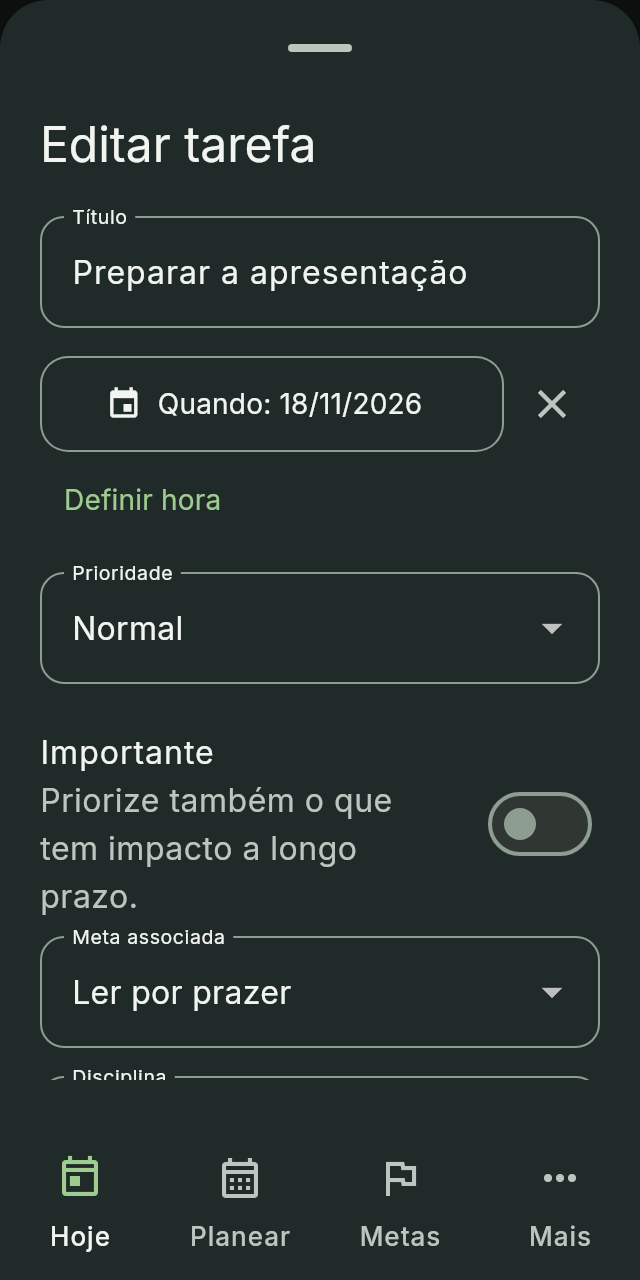 Editar tarefa
Título
Preparar a apresentação
Quando: 18/11/2026
Definir hora
Prioridade
Normal
Importante
Priorize também o que
tem impacto a longo
prazo.
Meta associada
Ler por prazer
Disciplina
Hoje
Planear
Metas
Mais